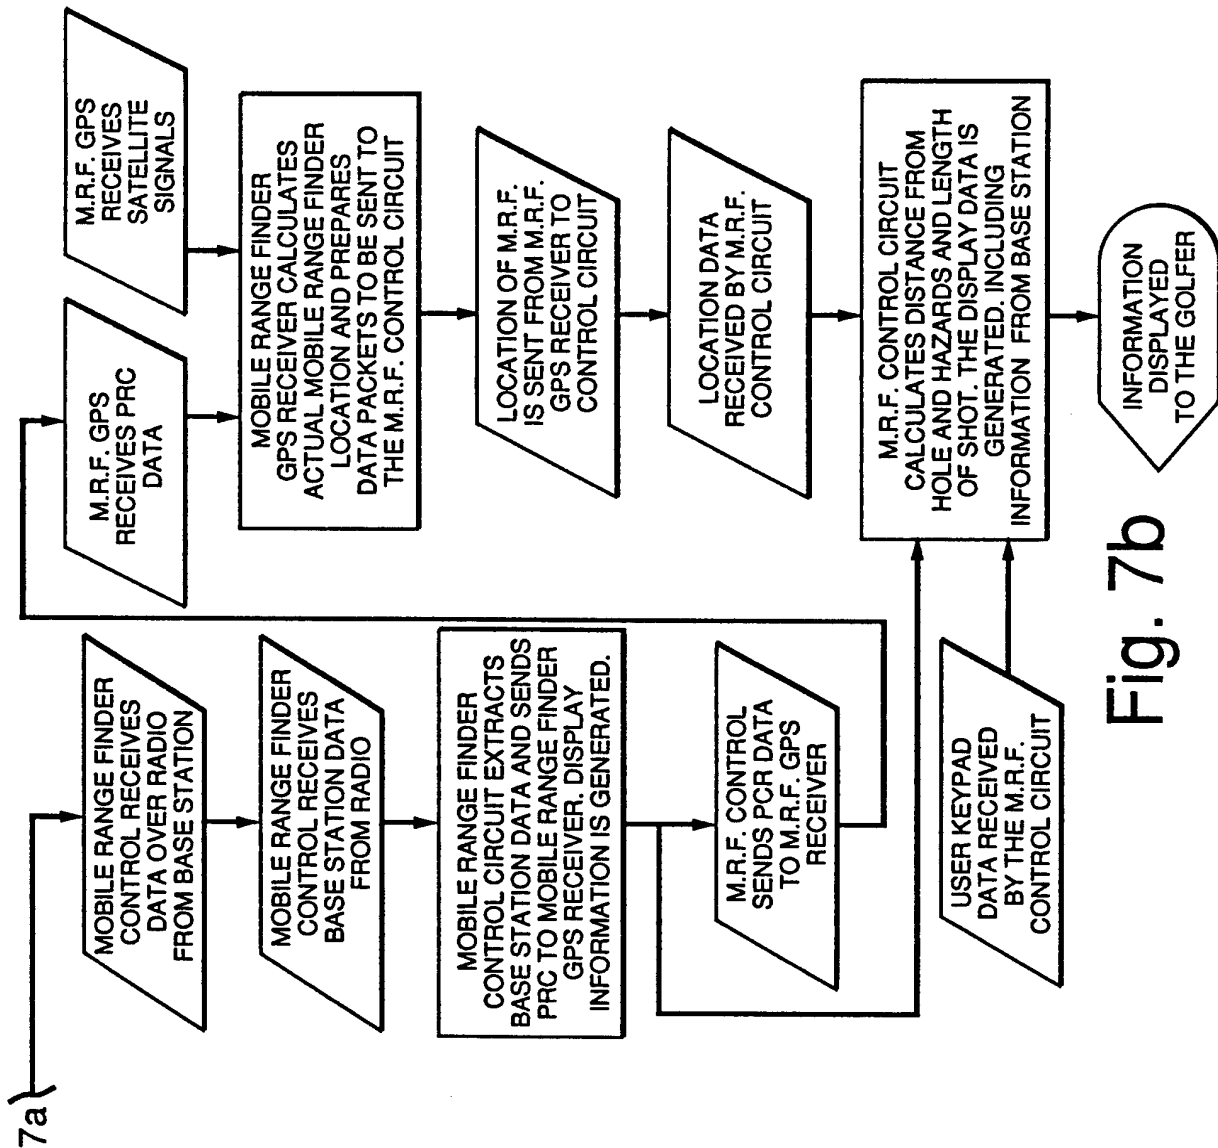 7a
MOBILE RANGE FINDER
CONTROL RECEIVES
DATA OVER RADIO
FROM BASE STATION
MOBILE RANGE FINDER
CONTROL RECEIVES
BASE STATION DATA
FROM RADIO
MOBILE RANGE FINDER
CONTROL CIRCUIT EXTRACTS
BASE STATION DATA AND SENDS
PRC TO MOBILE RANGE FINDER
GPS RECEIVER. DISPLAY
INFORMATION IS GENERATED.
M.R.F. CONTROL
SENDS PCR DATA
TO M.R.F. GPS
RECEIVER
USER KEYPAD
DATA RECEIVED
BY THE M.R.F.
CONTROL CIRCUIT
M.R.F. GPS
RECEIVES PRC
DATA
M.R.F. GPS
RECEIVES
SATELLITE
SIGNALS
MOBILE RANGE FINDER
GPS RECEIVER CALCULATES
ACTUAL MOBILE RANGE FINDER
LOCATION AND PREPARES
DATA PACKETS TO BE SENT TO
THE M.R.F. CONTROL CIRCUIT
LOCATION OF M.R.F.
IS SENT FROM M.R.F.
GPS RECEIVER TO
CONTROL CIRCUIT
LOCATION DATA
RECEIVED BY M.R.F.
CONTROL CIRCUIT
M.R.F. CONTROL CIRCUIT
CALCULATES DISTANCE FROM
HOLE AND HAZARDS AND LENGTH
OF SHOT. THE DISPLAY DATA IS
GENERATED. INCLUDING
INFORMATION FROM BASE STATION
INFORMATION
DISPLAYED
TO THE GOLFER
Fig. 7b